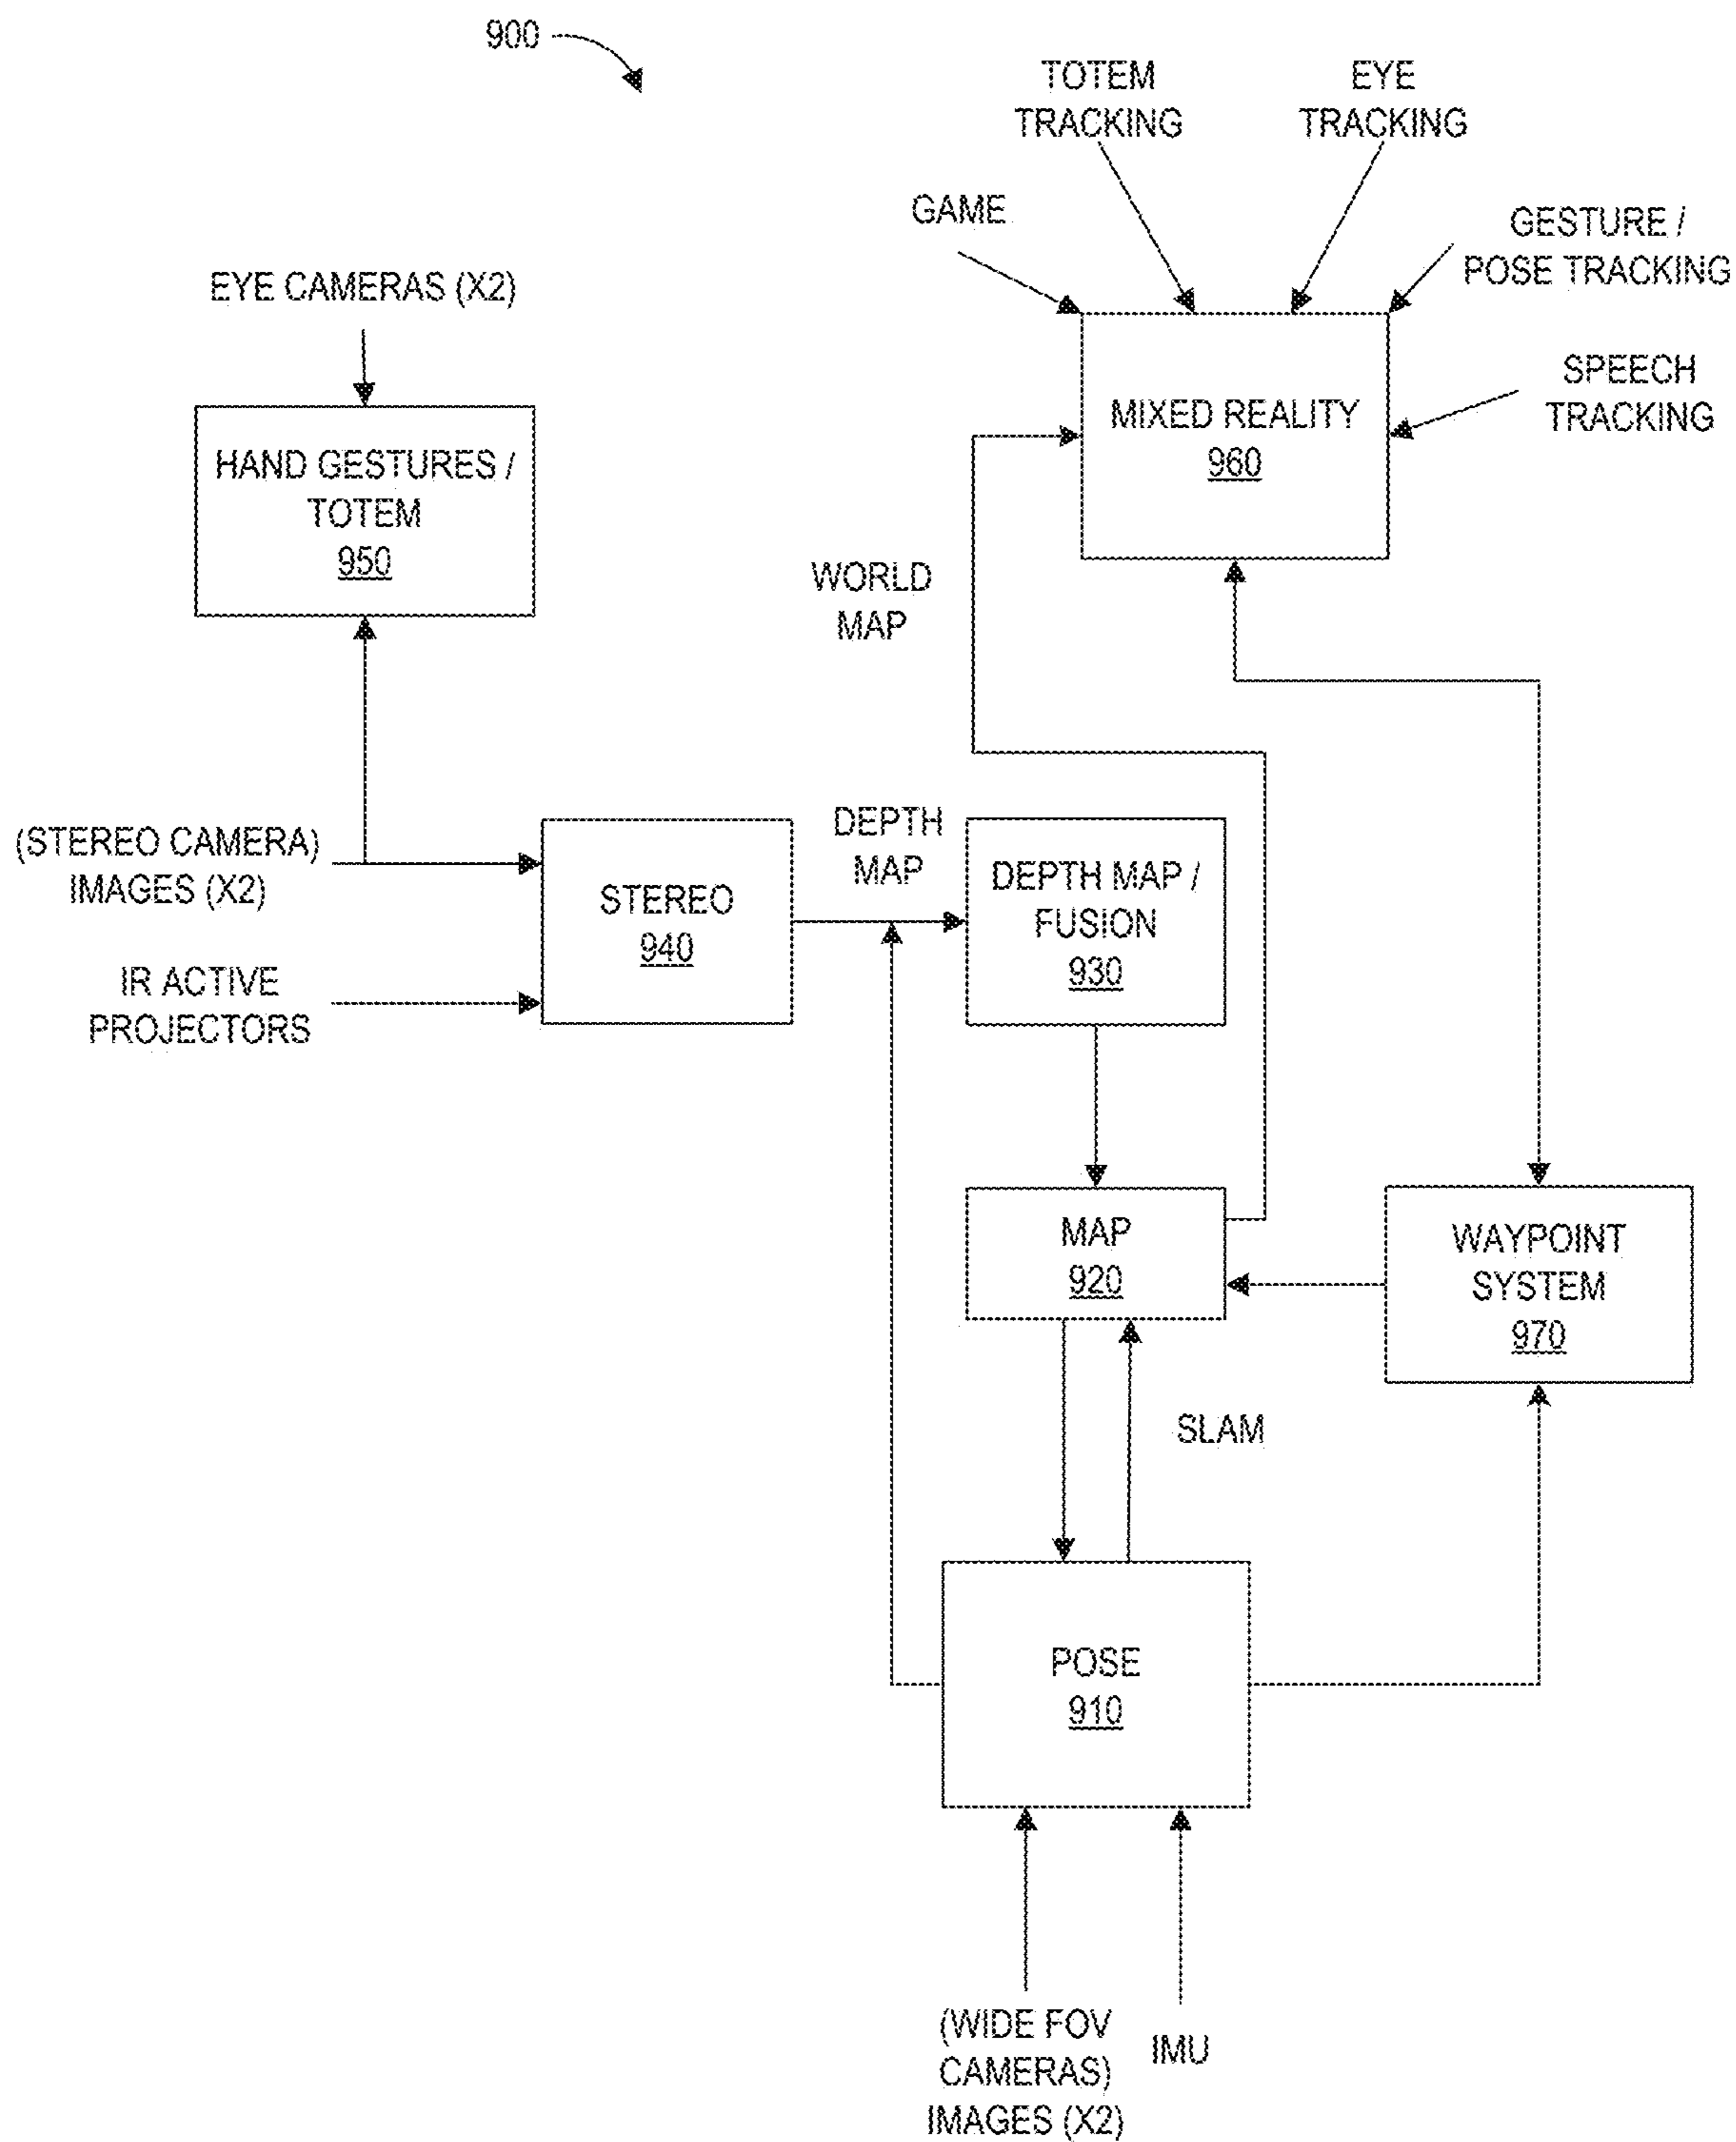 900
TOTEM
TRACKING
EYE
TRACKING
GAME
GESTURE /
POSE TRACKING
EYE CAMERAS (X2)
SPEECH
TRACKING
MIXED REALITY
960
HAND GESTURES /
TOTEM
950
WORLD
MAP
(STEREO CAMERA)
IMAGES (X2)
IR ACTIVE
PROJECTORS
STEREO
940
DEPTH
MAP
DEPTH MAP /
FUSION
930
MAP
920
WAYPOINT
SYSTEM
970
SLAM
POSE
910
(WIDE FOV
CAMERAS)
IMAGES (X2)
IMU